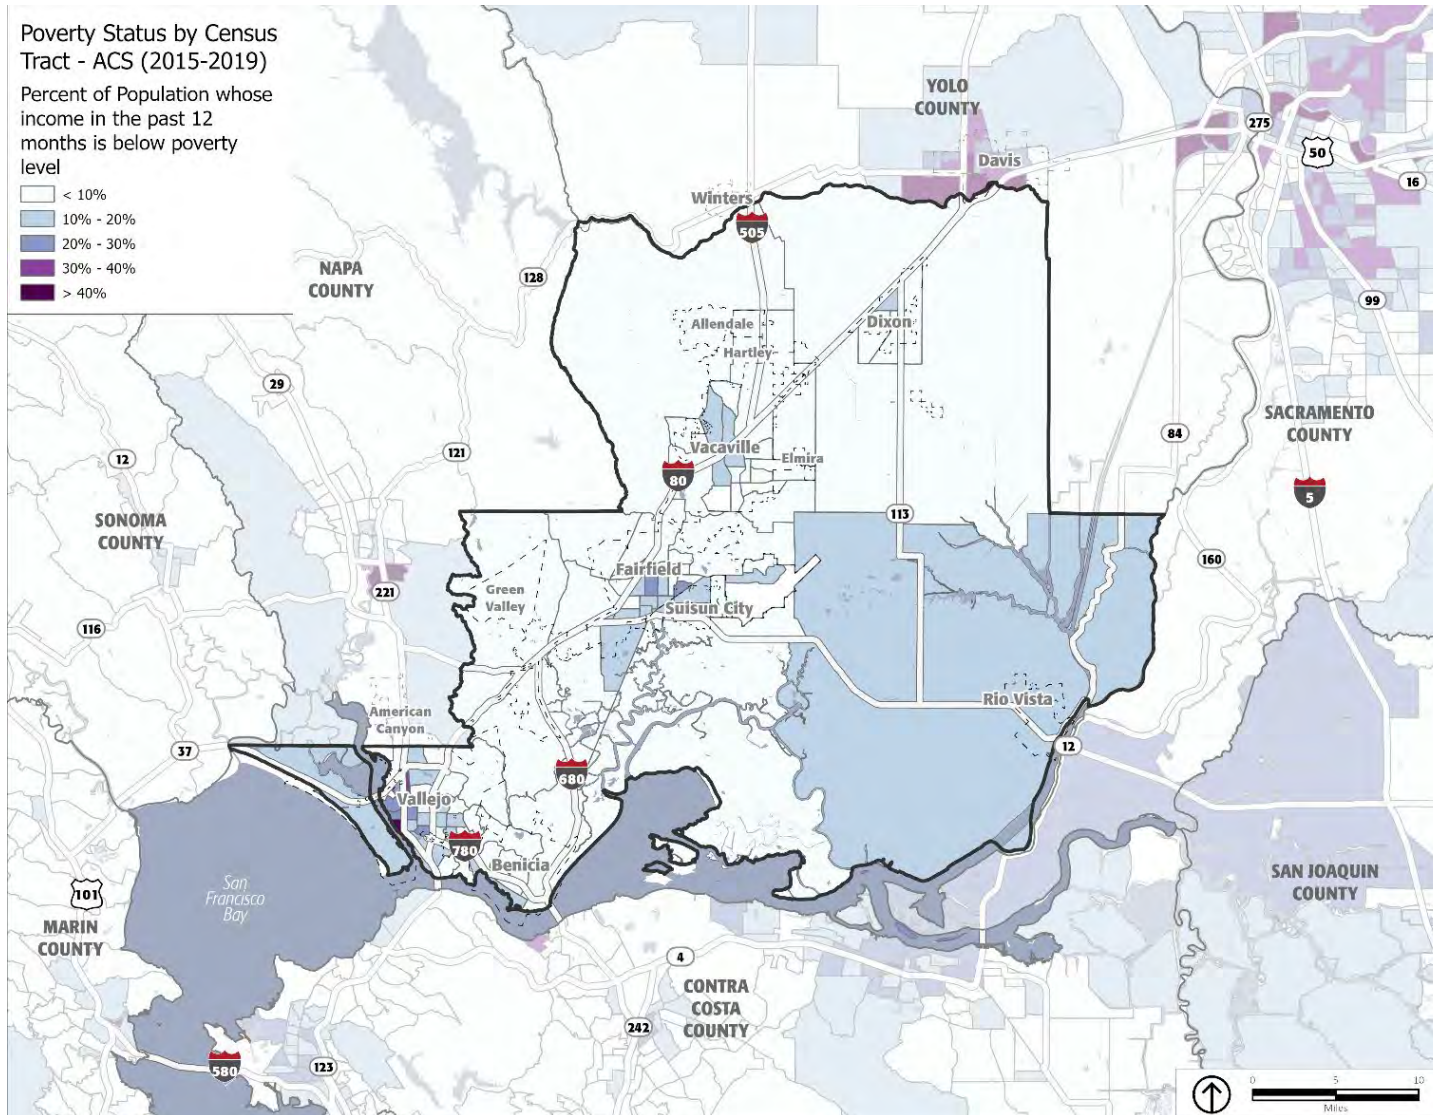 Poverty Status by Census
Tract - ACS (2015-2019)
Percent of Population whose
income in the past 12
months is below poverty
level
< 10%
10% - 20%
20% - 30%
30% - 40%
> 40%
YOLO
COUNTY
275
50
Davis
16
Winters
505
NAPA
COUNTY
128
99
Allendale
Dixon
Hartley
29
SACRAMENTO
COUNTY
84
12
121
Vacaville
Elmira
80
5
SONOMA
COUNTY
113
160
Fairfield
221
Green
Valley
Suisun City
116
Rio Vista
American
Canyon
37
12
680
Vallejo
780
Benicia
San
Francisco
Bay
101
MARIN
COUNTY
SAN JOAQUIN
COUNTY
4
CONTRA
COSTA
COUNTY
242
580
123
0 5 10
Miles